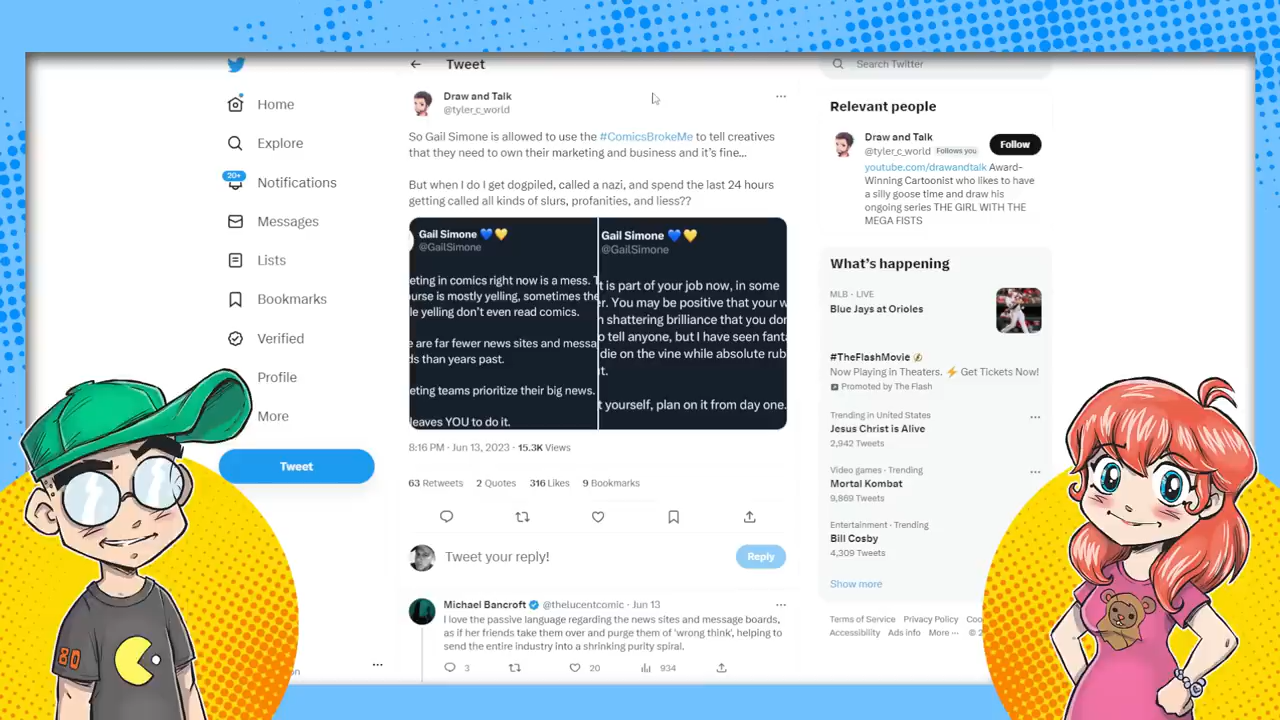 Tweet
Search Twitter
Home
Explore
20+
Notifications
Messages
Lists
Bookmarks
Verified
Profile
More
Tweet
Draw and Talk
@tyler_c_world
So Gail Simone is allowed to use the #ComicsBrokeMe to tell creatives
that they need to own their marketing and business and it's fine...
But when I do I get dogpiled, called a nazi, and spend the last 24 hours
getting called all kinds of slurs, profanities, and liess??
Gail Simone
@GailSimone
eting in comics right now is a mess. T
urse is mostly yelling, sometimes the
le yelling don't even read comics.
e are far fewer news sites and messa
ds than years past.
eting teams prioritize their big news.
leaves YOU to do it.
Gail Simone
@GailSimone
t is part of your job now, in some
r. You may be positive that your w
n shattering brilliance that you don
o tell anyone, but I have seen fanta
die on the vine while absolute rub
t.
t yourself, plan on it from day one.
8:16 PM · Jun 13, 2023 · 15.3K Views
63 Retweets 2 Quotes 316 Likes 9 Bookmarks
Tweet your reply!
Reply
Michael Bancroft @thelucentcomic · Jun 13
I love the passive language regarding the news sites and message boards,
as if her friends take them over and purge them of 'wrong think', helping to
send the entire industry into a shrinking purity spiral.
3 20 934
Relevant people
Draw and Talk
@tyler_c_world Follows you
Follow
youtube.com/drawandtalk Award-
Winning Cartoonist who likes to have
a silly goose time and draw his
ongoing series THE GIRL WITH THE
MEGA FISTS
What's happening
MLB · LIVE
Blue Jays at Orioles
#TheFlashMovie
Now Playing in Theaters. ⚡ Get Tickets Now!
Promoted by The Flash
Trending in United States
Jesus Christ is Alive
2,942 Tweets
Video games · Trending
Mortal Kombat
9,869 Tweets
Entertainment · Trending
Bill Cosby
4,309 Tweets
Show more
Terms of Service Privacy Policy Coo
Accessibility Ads info More ··· ©
80